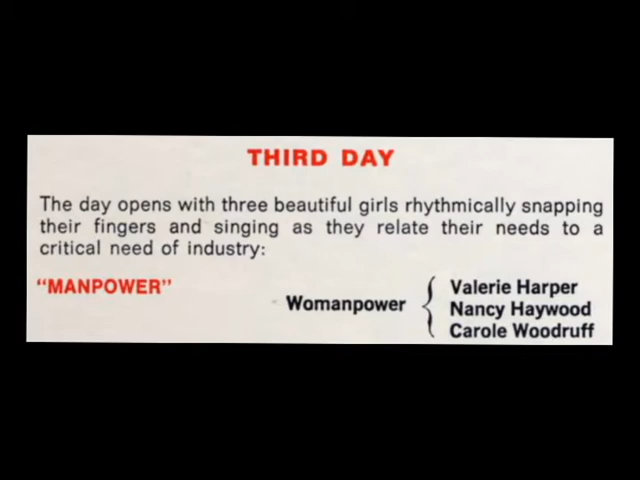 THIRD DAY
The day opens with three beautiful girls rhythmically snapping
their fingers and singing as they relate their needs to a
critical need of industry:
"MANPOWER"
Womanpower { Valerie Harper
Nancy Haywood
Carole Woodruff